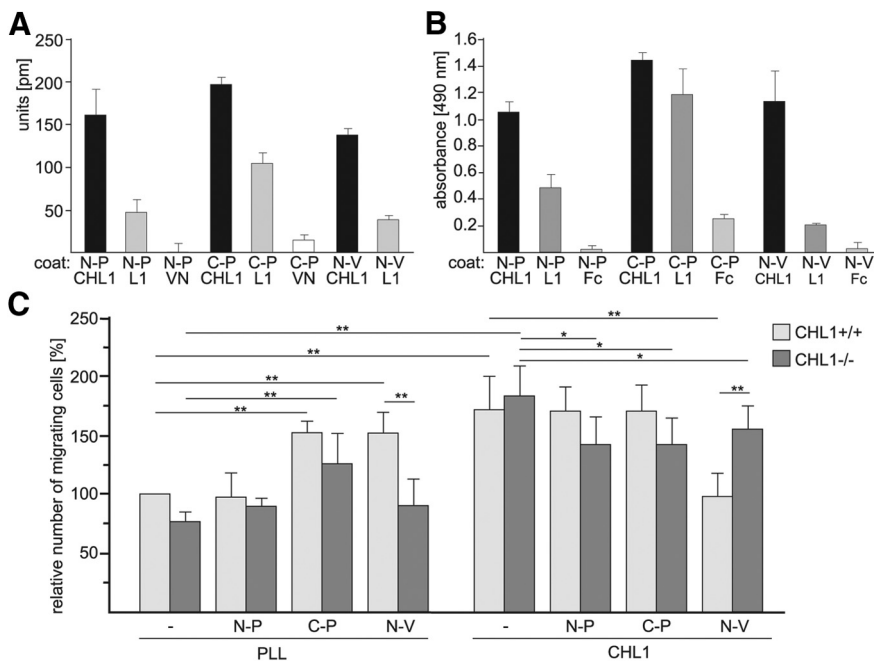 A
units [pm]
250
200
150
100
50
coat: N-P N-P N-P C-P C-P C-P N-V N-V
CHL1 L1 VN CHL1 L1 VN CHL1 L1
B
absorbance [490 nm]
1.6
1.4
1.2
1.0
0.8
0.6
0.4
0.2
coat: N-P N-P N-P C-P C-P C-P N-V N-V N-V
CHL1 L1 Fc CHL1 L1 Fc CHL1 L1 Fc
C
relative number of migrating cells [%]
250
200
150
100
50
** ** ** ** ** ** ** * * * **
CHL1+/+
CHL1-/-
- N-P C-P N-V - N-P C-P N-V
PLL CHL1